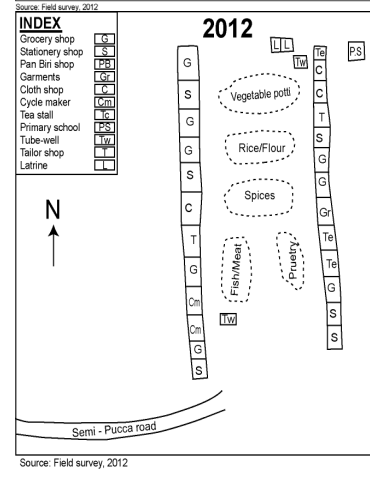 Source: Field survey, 2012
INDEX
Grocery shop G
Stationery shop S
Pan Biri shop PB
Garments Gr
Cloth shop C
Cycle maker Cm
Tea stall Tc
Primary school PS
Tube-well Tw
Tailor shop T
Latrine L
2012
L L
Tw
P.S
G
S
G
G
S
C
T
G
Cm
Cm
G
S
Vegetable potti
Rice/Flour
Spices
Fish/Meat
Pruetry
Tw
Te
C
C
T
S
G
G
Gr
Te
Te
G
S
S
N
Semi - Pucca road
Source: Field survey, 2012